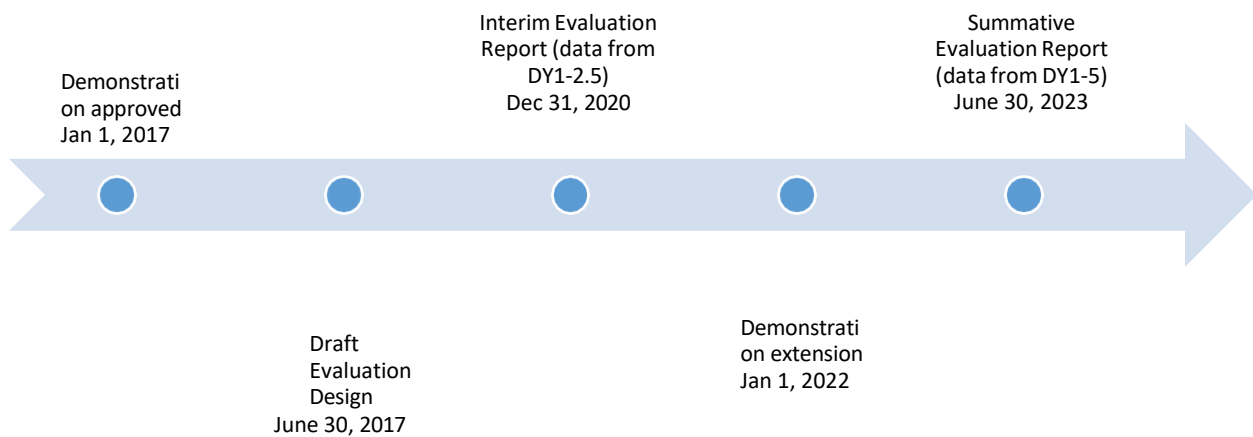 Demonstrati
on approved
Jan 1, 2017
Draft
Evaluation
Design
June 30, 2017
Interim Evaluation
Report (data from
DY1-2.5)
Dec 31, 2020
Demonstrati
on extension
Jan 1, 2022
Summative
Evaluation Report
(data from DY1-5)
June 30, 2023